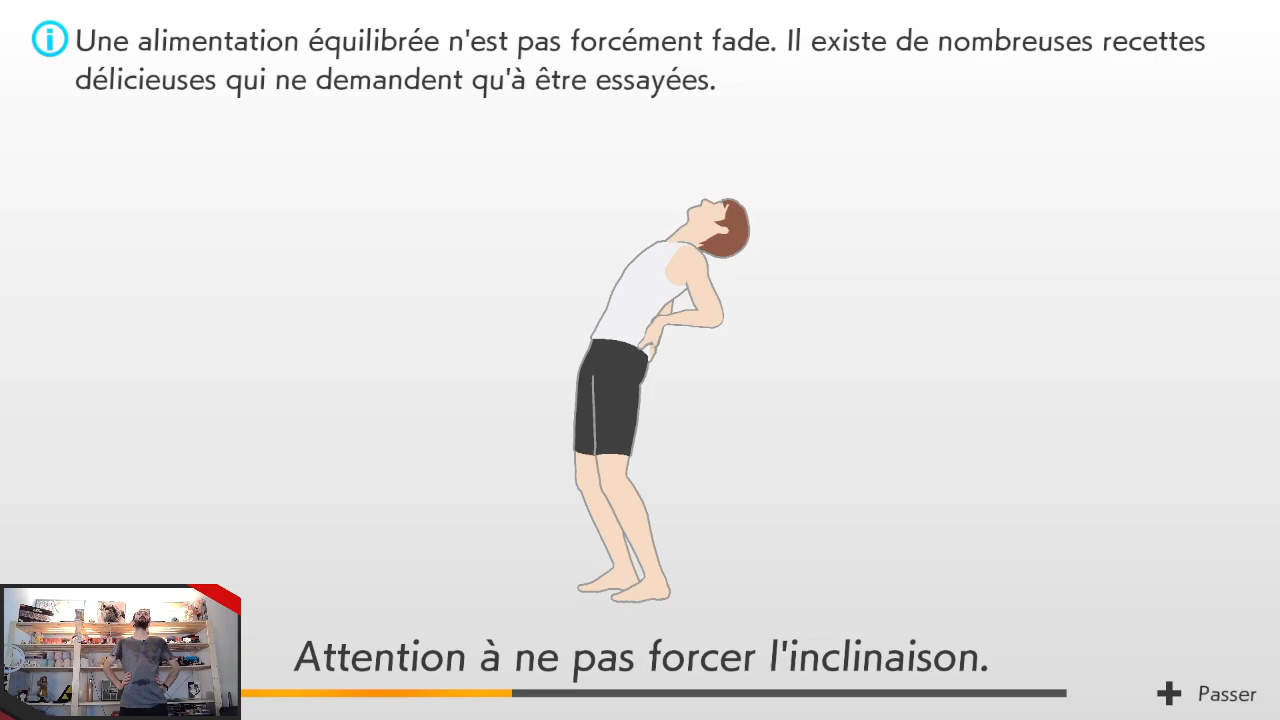 Une alimentation équilibrée n'est pas forcément fade. Il existe de nombreuses recettes
délicieuses qui ne demandent qu'à être essayées.
Attention à ne pas forcer l'inclinaison.
Passer